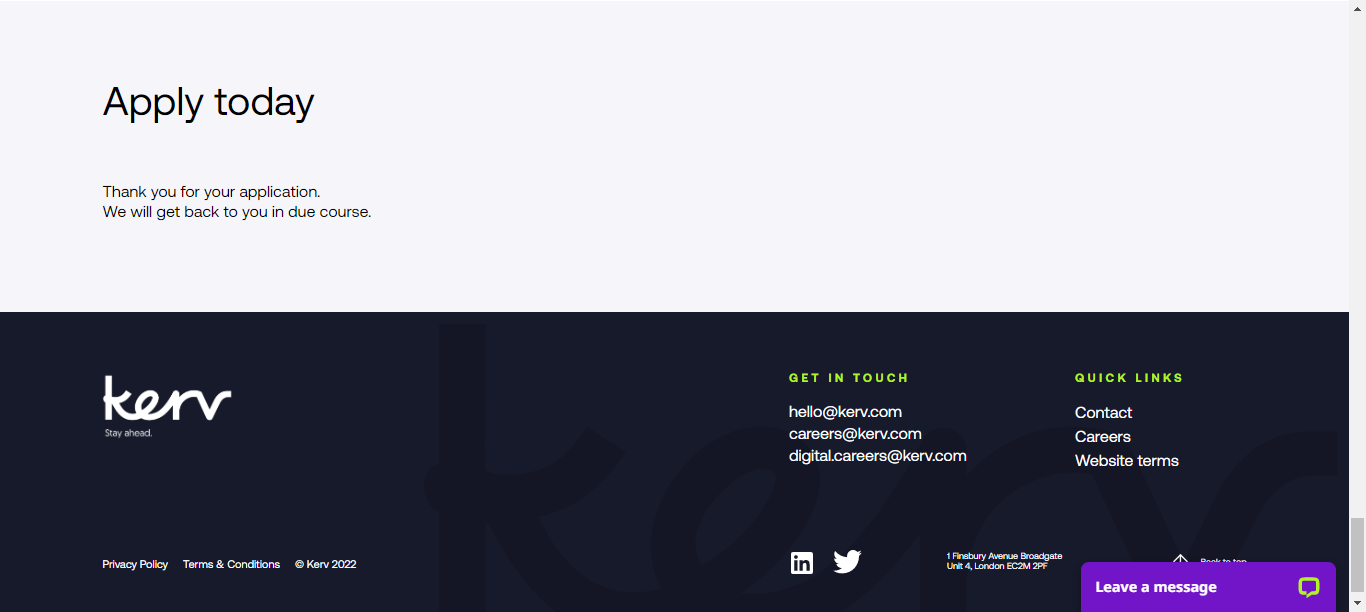 Apply today
Thank you for your application.
We will get back to you in due course.
kerv
Stay ahead.
GET IN TOUCH
hello@kerv.com
careers@kerv.com
digital.careers@kerv.com
QUICK LINKS
Contact
Careers
Website terms
Privacy Policy
Terms & Conditions
© Kerv 2022
1 Finsbury Avenue Broadgate
Unit 4, London EC2M 2PF
Back to top
Leave a message